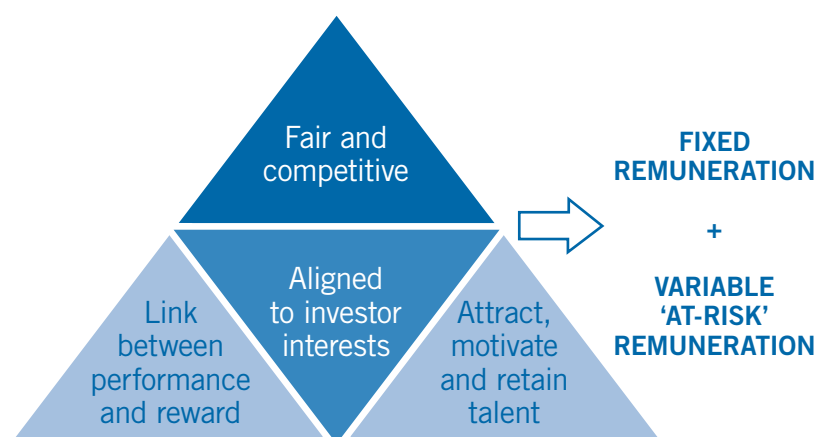 Fair and
competitive
Aligned
to investor
interests
Link
between
performance
and reward
Attract,
motivate
and retain
talent
FIXED
REMUNERATION
+
VARIABLE
‘AT-RISK’
REMUNERATION